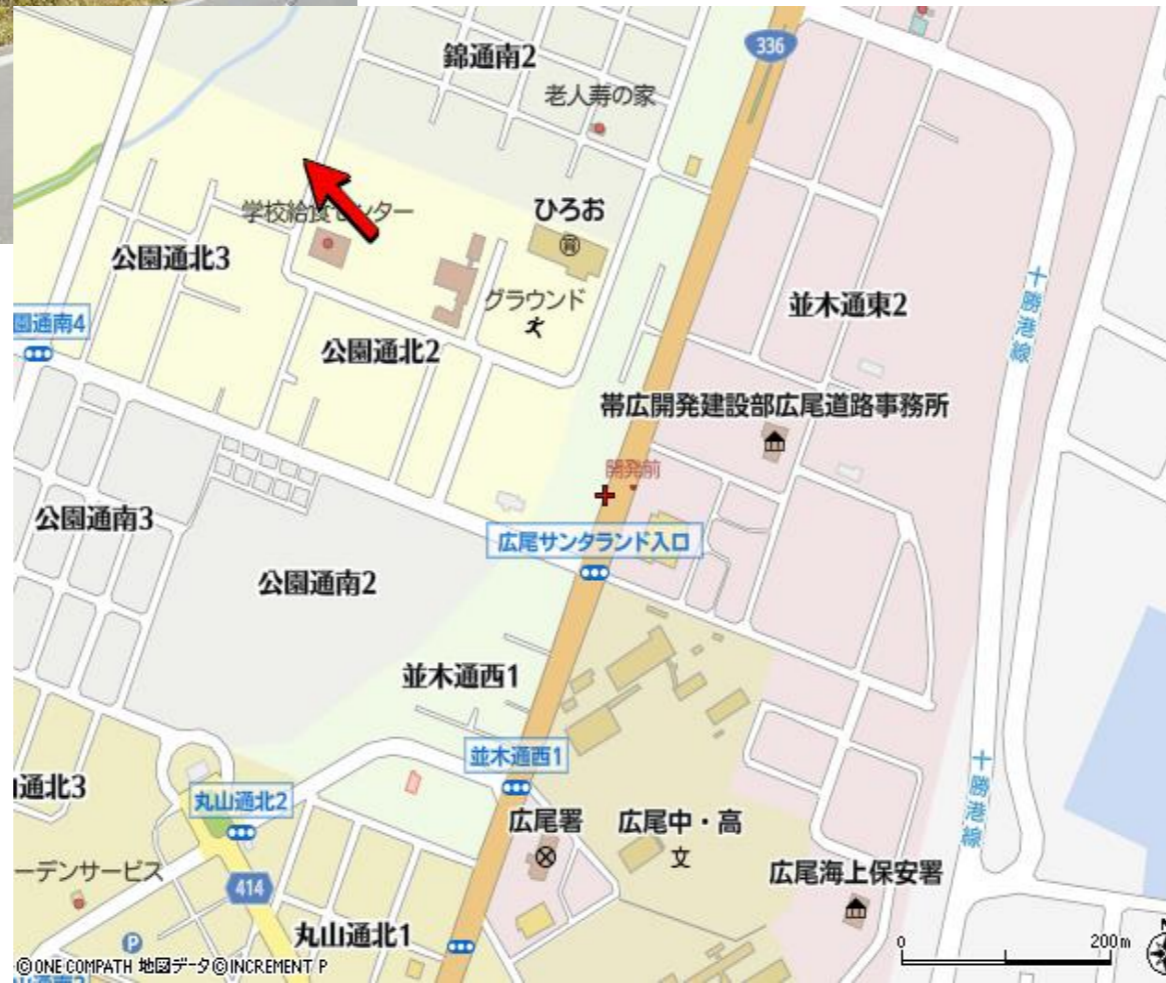 錦通南2
336
老人寿の家
学校給食センター
ひろお
公園通北3
十勝港線
グラウンド
並木通東2
園通南4
公園通北2
帯広開発建設部広尾道路事務所
開発前
公園通南3
広尾サンタランド入口
公園通南2
並木通西1
並木通西1
十勝港線
通北3
丸山通北2
広尾署
広尾中・高
文
ーデンサービス
414
広尾海上保安署
P
丸山通北1
0
200m
N
©ONE COMPATH 地図データ©INCREMENT P